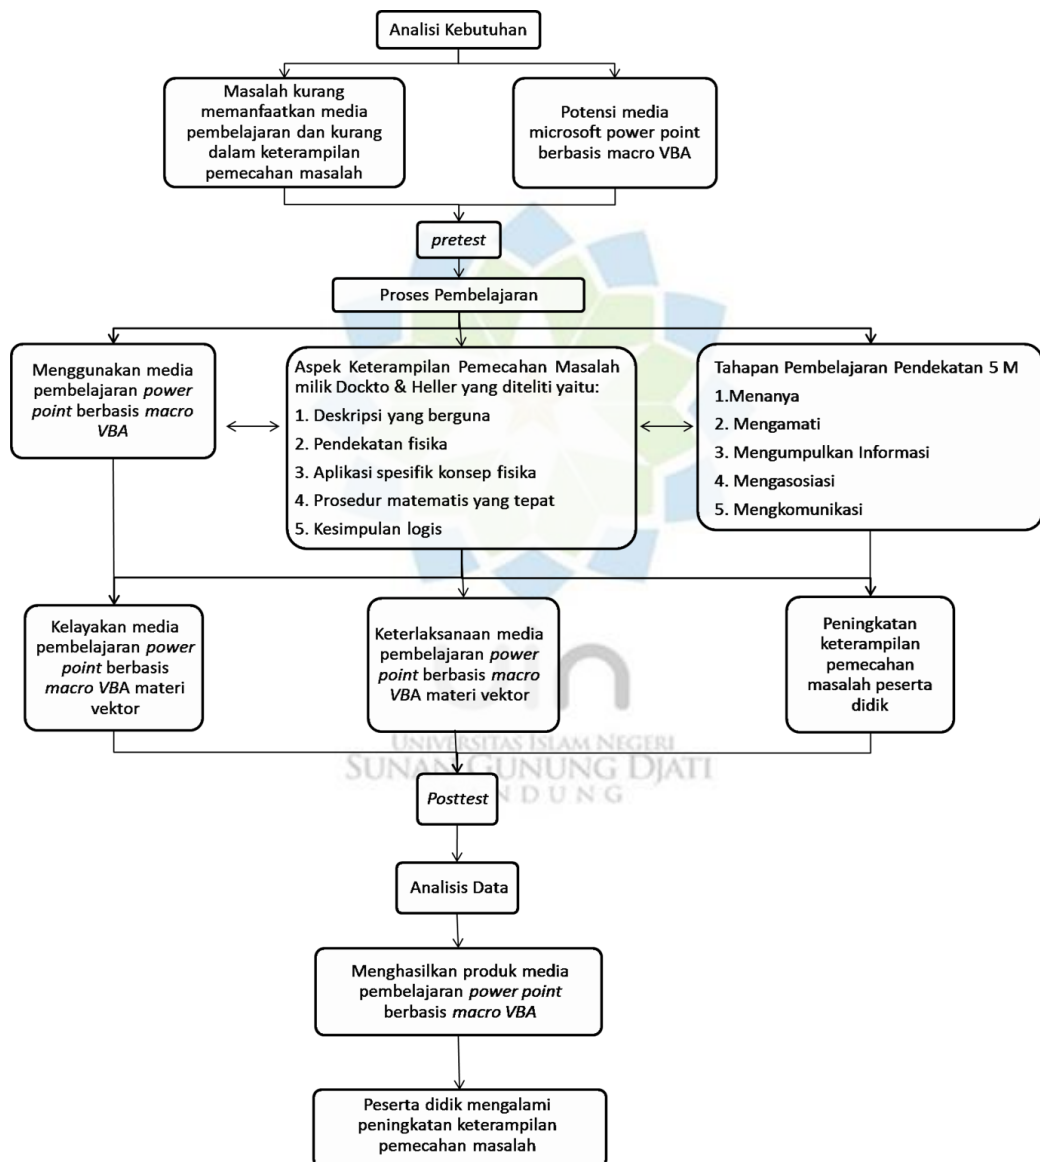 Analisi Kebutuhan
Masalah kurang
memanfaatkan media
pembelajaran dan kurang
dalam keterampilan
pemecahan masalah
Potensi media
microsoft power point
berbasis macro VBA
pretest
Proses Pembelajaran
Menggunakan media
pembelajaran power
point berbasis macro
VBA
Aspek Keterampilan Pemecahan Masalah
milik Dockto & Heller yang diteliti yaitu:
1. Deskripsi yang berguna
2. Pendekatan fisika
3. Aplikasi spesifik konsep fisika
4. Prosedur matematis yang tepat
5. Kesimpulan logis
Tahapan Pembelajaran Pendekatan 5 M
1.Menanya
2. Mengamati
3. Mengumpulkan Informasi
4. Mengasosiasi
5. Mengkomunikasi
Kelayakan media
pembelajaran power
point berbasis
macro VBA materi
vektor
Keterlaksanaan media
pembelajaran power
point berbasis macro
VBA materi vektor
Peningkatan
keterampilan
pemecahan
masalah peserta
didik
UNIVERSITAS ISLAM NEGERI
SUNAN GUNUNG DJATI
Posttest
Analisis Data
Menghasilkan produk media
pembelajaran power point
berbasis macro VBA
Peserta didik mengalami
peningkatan keterampilan
pemecahan masalah